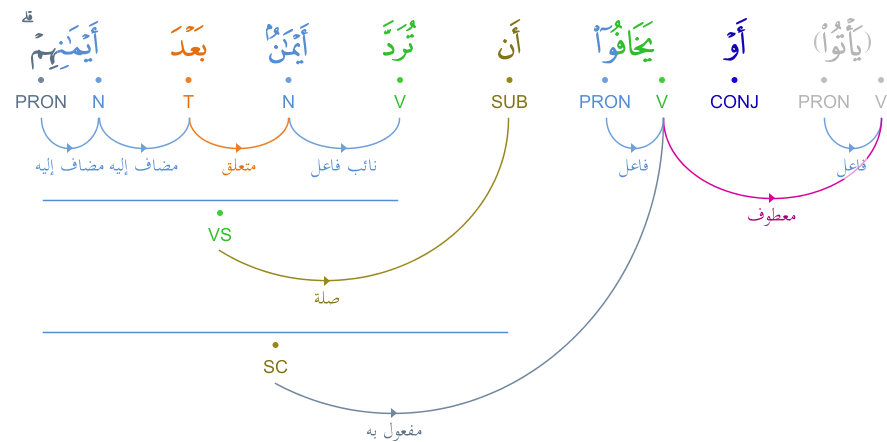 (يَأْتُوا۟) أَوْ يَخَافُوٓا۟ أَن تُرَدَّ أَيْمَـٰنٌۢ بَعْدَ أَيْمَـٰنِهِمْ ۗ
V PRON CONJ V PRON SUB V N T N PRON
فاعل فاعل نائب فاعل متعلق مضاف إليه مضاف إليه
معطوف
VS
صلة
SC
مفعول به